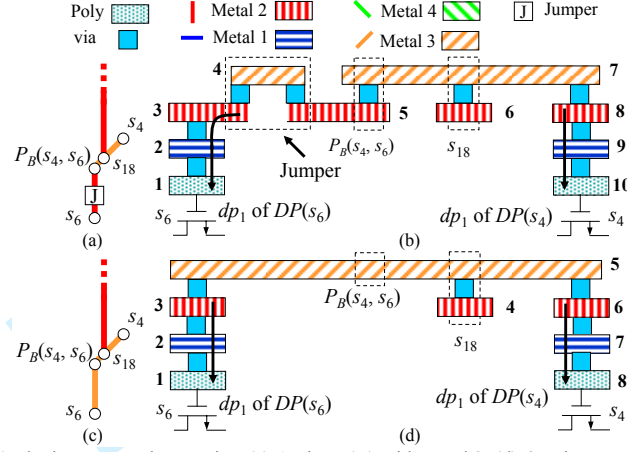 Poly
Metal 2
Metal 4
J Jumper
via
Metal 1
Metal 3
4
7
3
5
6
8
s4
PB(s4, s6)
s18
2
9
Jumper
PB(s4, s6)
s18
J
1
10
s6
s6
dp1 of DP(s6)
dp1 of DP(s4)
s4
(a)
(b)
5
3
PB(s4, s6)
4
6
s4
s18
2
7
PB(s4, s6)
s18
1
8
s6
dp1 of DP(s6)
dp1 of DP(s4)
s6
s4
(c)
(d)